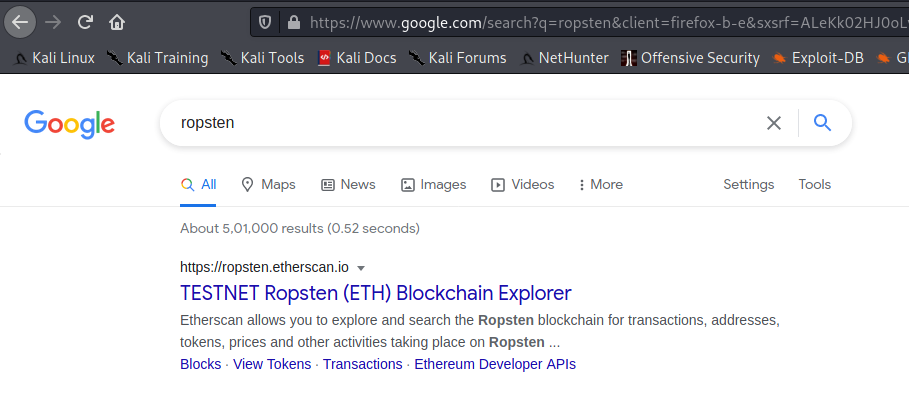 https://www.google.com/search?q=ropsten&client=firefox-b-e&sxsrf=ALeKk02HJ0oL
Kali Linux Kali Training Kali Tools Kali Docs Kali Forums NetHunter Offensive Security Exploit-DB
Google ropsten
All Maps News Images Videos More Settings Tools
About 5,01,000 results (0.52 seconds)
https://ropsten.etherscan.io
TESTNET Ropsten (ETH) Blockchain Explorer
Etherscan allows you to explore and search the Ropsten blockchain for transactions, addresses,
tokens, prices and other activities taking place on Ropsten ...
Blocks · View Tokens · Transactions · Ethereum Developer APIs